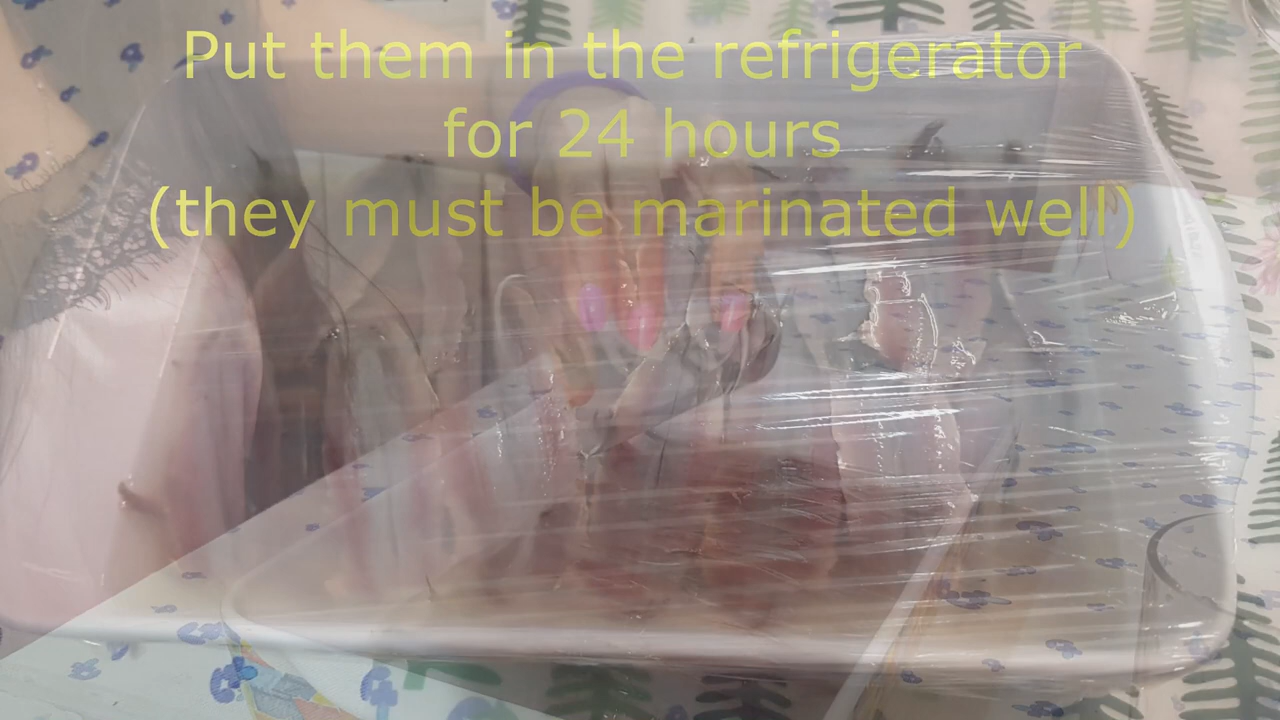 Put them in the refrigerator
for 24 hours
(they must be marinated well)